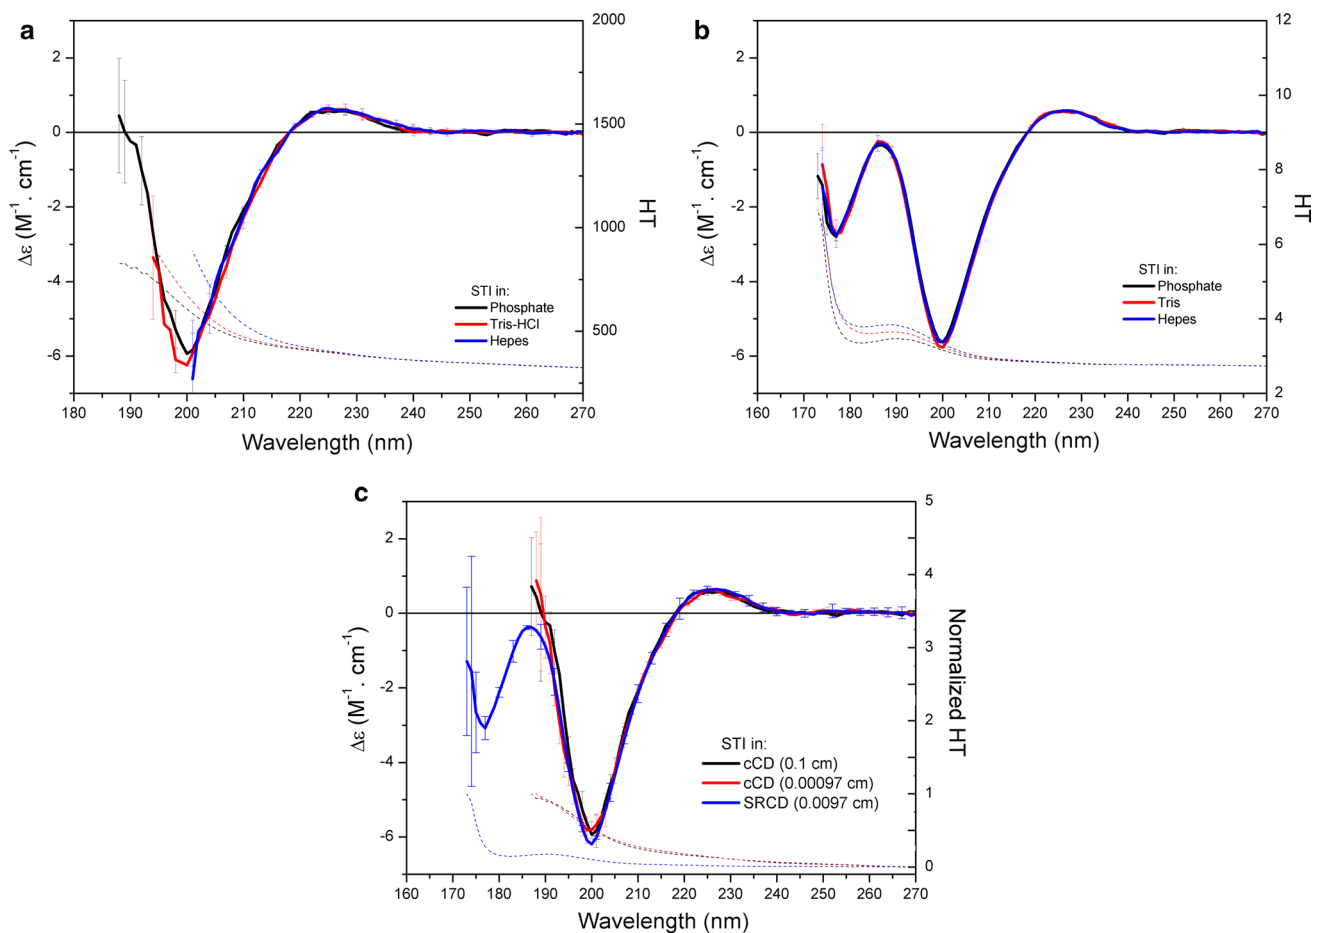 a
2
0
-2
-4
-6
Δε (M⁻¹. cm⁻¹)
2000
1500
1000
500
HT
STI in:
Phosphate
Tris-HCl
Hepes
180 190 200 210 220 230 240 250 260 270
Wavelength (nm)
b
2
0
-2
-4
-6
Δε (M⁻¹. cm⁻¹)
12
10
8
6
4
2
HT
STI in:
Phosphate
Tris
Hepes
160 170 180 190 200 210 220 230 240 250 260 270
Wavelength (nm)
c
2
0
-2
-4
-6
Δε (M⁻¹. cm⁻¹)
5
4
3
2
1
0
Normalized HT
STI in:
cCD (0.1 cm)
cCD (0.00097 cm)
SRCD (0.0097 cm)
160 170 180 190 200 210 220 230 240 250 260 270
Wavelength (nm)